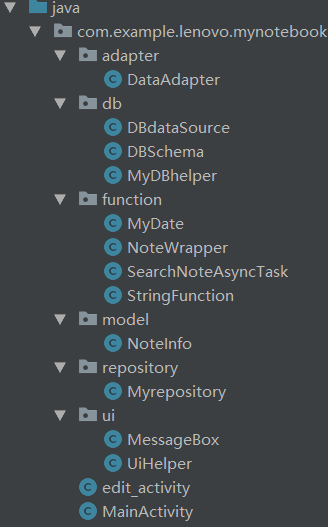 java
com.example.lenovo.mynotebook
adapter
DataAdapter
db
DBdataSource
DBSchema
MyDBhelper
function
MyDate
NoteWrapper
SearchNoteAsyncTask
StringFunction
model
NoteInfo
repository
Myrepository
ui
MessageBox
UiHelper
edit_activity
MainActivity